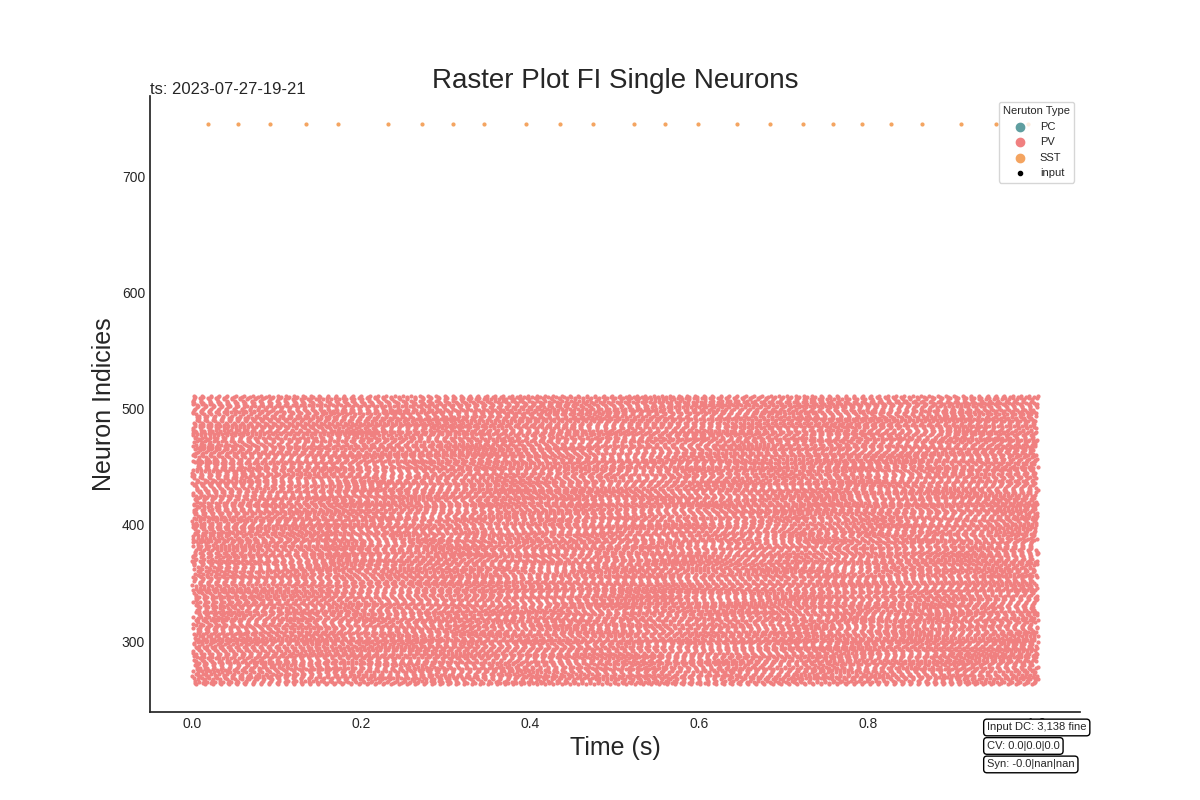 Raster Plot FI Single Neurons
ts: 2023-07-27-19-21
Neruton Type
PC
PV
SST
input
700
600
500
400
300
Neuron Indicies
0.0 0.2 0.4 0.6 0.8
Time (s)
Input DC: 3,138 fine
CV: 0.0|0.0|0.0
Syn: -0.0|nan|nan